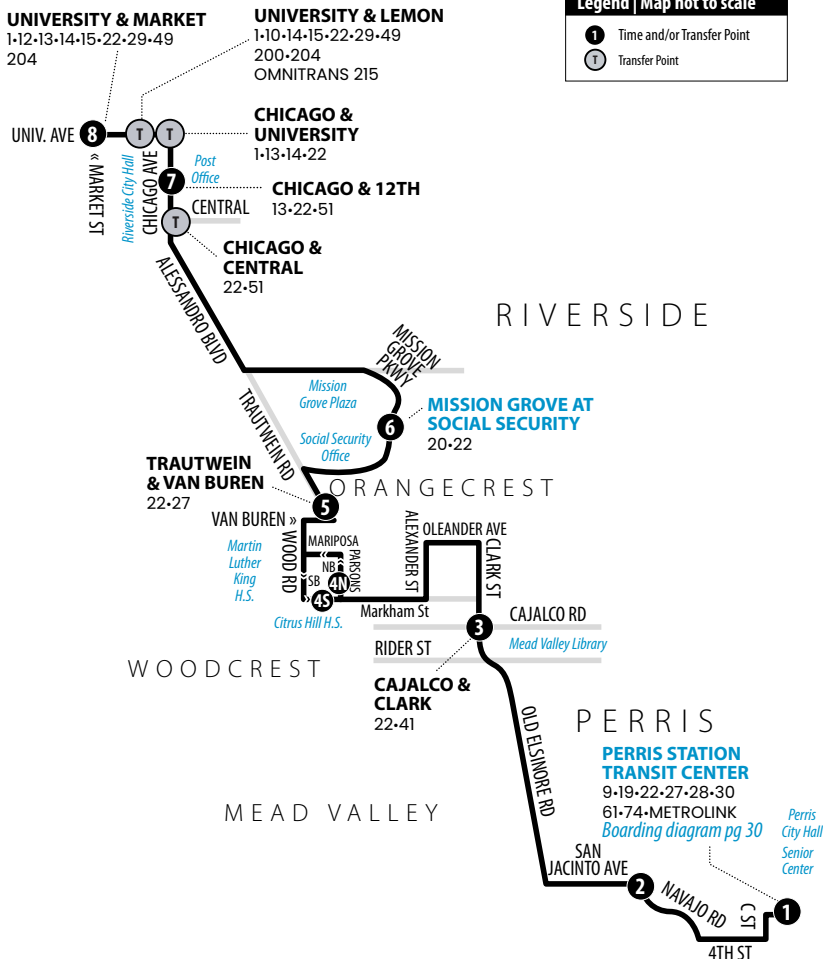 Legend | Map not to scale
1 Time and/or Transfer Point
T Transfer Point
UNIVERSITY & MARKET
1•12•13•14•15•22•29•49
204
UNIVERSITY & LEMON
1•10•14•15•22•29•49
200•204
OMNITRANS 215
CHICAGO &
UNIVERSITY
1•13•14•22
UNIV. AVE
8
T
T
« MARKET ST
Riverside City Hall
CHICAGO AVE
Post
Office
7
CHICAGO & 12TH
13•22•51
CENTRAL
T
CHICAGO &
CENTRAL
22•51
ALESSANDRO BLVD
RIVERSIDE
MISSION
GROVE
PKWY
Mission
Grove Plaza
TRAUTWEIN RD
6
MISSION GROVE AT
SOCIAL SECURITY
20•22
Social Security
Office
TRAUTWEIN
& VAN BUREN
22•27
ORANGECREST
5
VAN BUREN »
WOOD RD
MARIPOSA
NB
PARSONS
SB
4N
4S
Martin
Luther
King
H.S.
Citrus Hill H.S.
ALEXANDER ST
OLEANDER AVE
CLARK ST
Markham St
3
CAJALCO RD
RIDER ST
Mead Valley Library
WOODCREST
CAJALCO &
CLARK
22•41
OLD ELSINORE RD
PERRIS
PERRIS STATION
TRANSIT CENTER
9•19•22•27•28•30
61•74•METROLINK
Boarding diagram pg 30
Perris
City Hall
Senior
Center
MEAD VALLEY
SAN
JACINTO AVE
2
NAVAJO RD
C ST
1
4TH ST